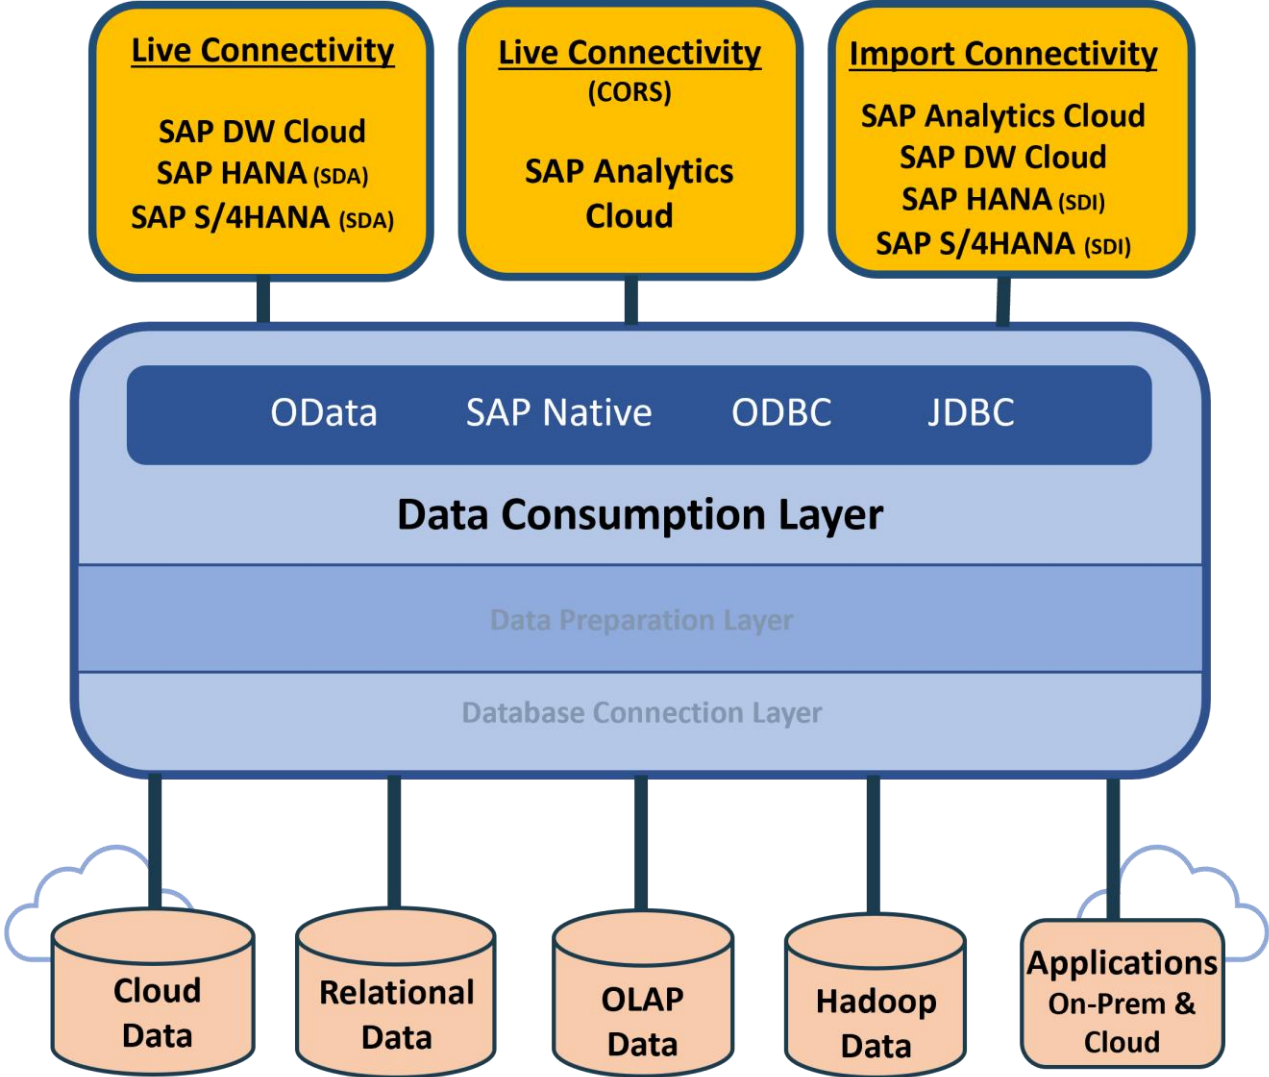 Live Connectivity
SAP DW Cloud
SAP HANA (SDA)
SAP S/4HANA (SDA)
Live Connectivity
(CORS)
SAP Analytics
Cloud
Import Connectivity
SAP Analytics Cloud
SAP DW Cloud
SAP HANA (SDI)
SAP S/4HANA (SDI)
OData SAP Native ODBC JDBC
Data Consumption Layer
Data Preparation Layer
Database Connection Layer
Cloud
Data
Relational
Data
OLAP
Data
Hadoop
Data
Applications
On-Prem &
Cloud